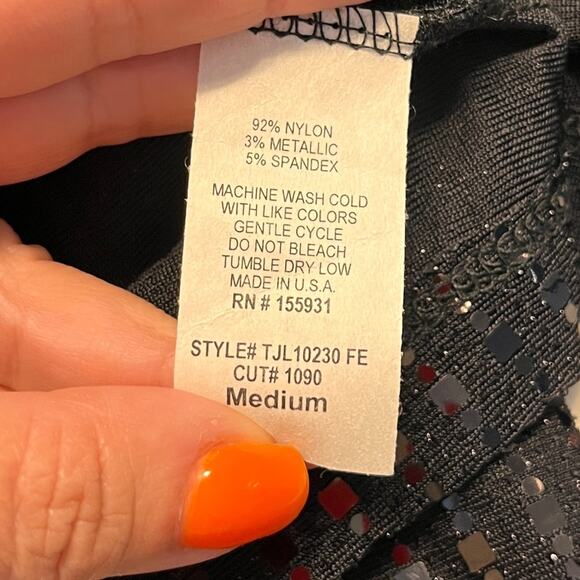 92% NYLON
3% METALLIC
5% SPANDEX
MACHINE WASH COLD
WITH LIKE COLORS
GENTLE CYCLE
DO NOT BLEACH
TUMBLE DRY LOW
MADE IN U.S.A.
RN # 155931
STYLE# TJL10230 FE
CUT# 1090
Medium